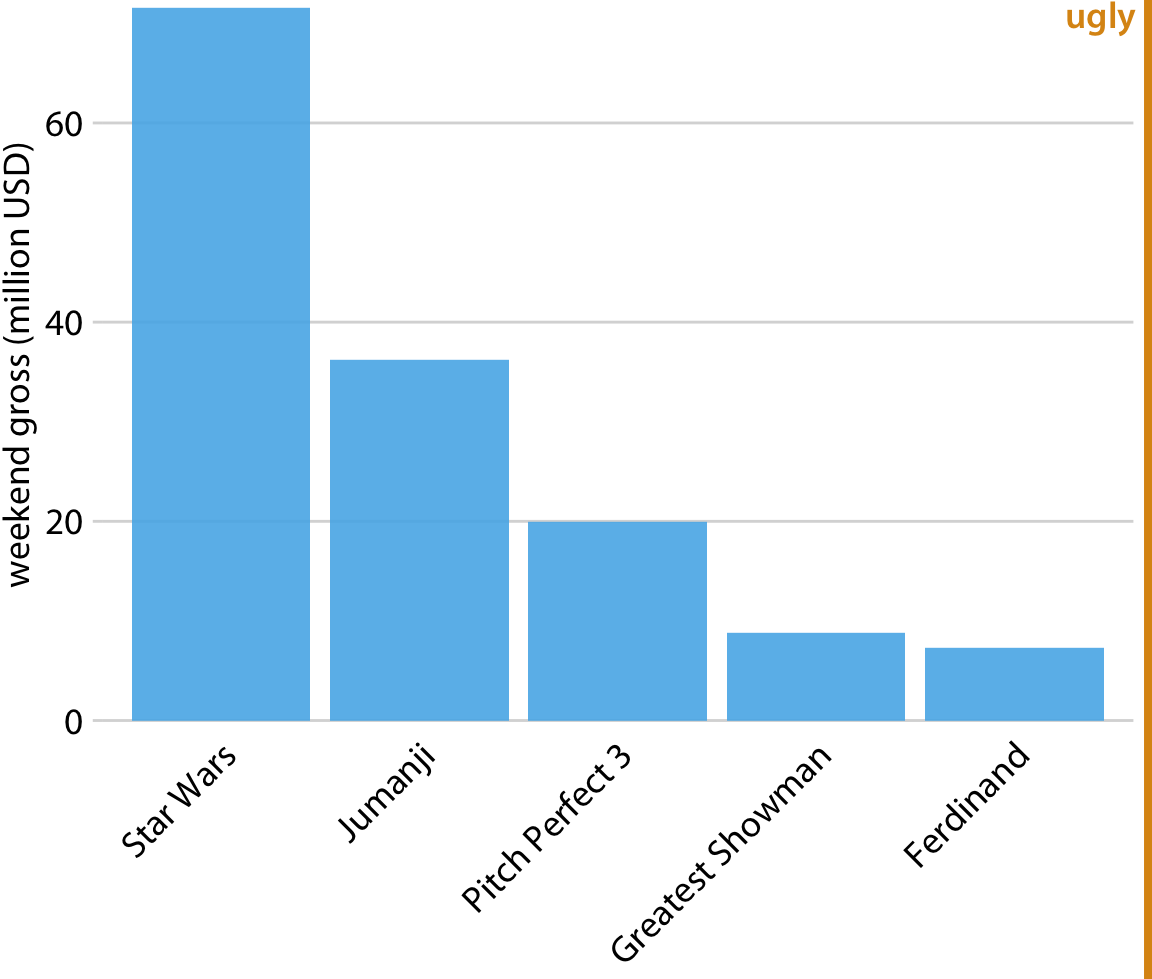 ugly
weekend gross (million USD)
60
40
20
0
Star Wars
Jumanji
Pitch Perfect 3
Greatest Showman
Ferdinand